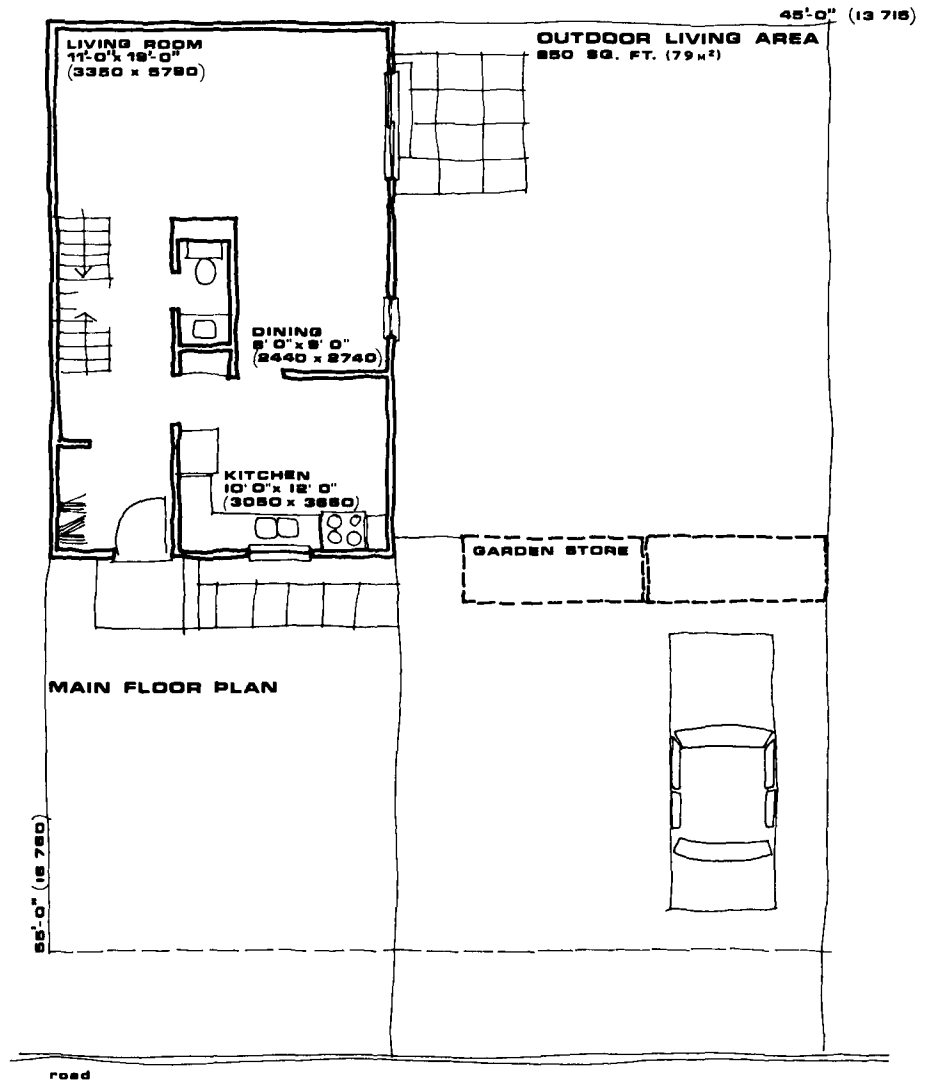 45'-0" (13 715)
LIVING ROOM
11'-0" x 19'-0"
(3350 x 5790)
OUTDOOR LIVING AREA
850 SQ. FT. (79 M²)
DINING
8' 0" x 9' 0"
(2440 x 2740)
KITCHEN
10' 0" x 12' 0"
(3050 x 3660)
GARDEN STORE
MAIN FLOOR PLAN
55'-0" (16 760)
road